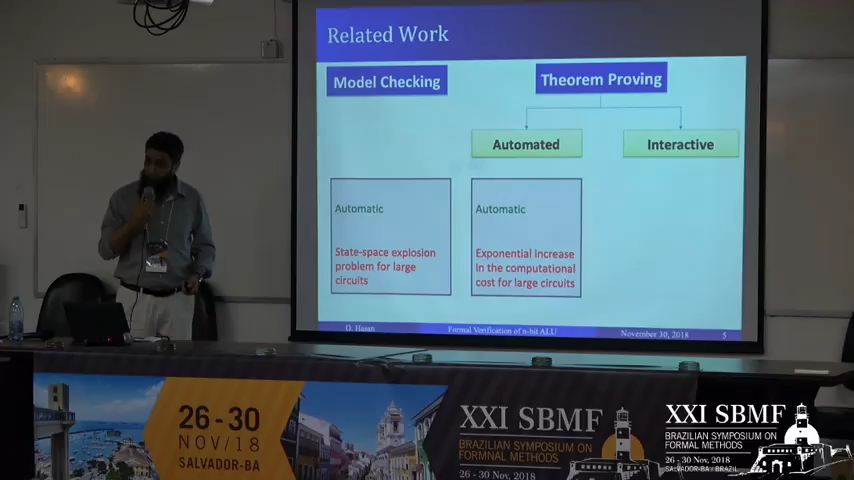 Related Work
Model Checking
Theorem Proving
Automated
Interactive
Automatic
State-space explosion
problem for large
circuits
Automatic
Exponential increase
in the computational
cost for large circuits
O. Hasan
Formal Verification of n-bit ALU
November 30, 2018
5
26-30
NOV/18
SALVADOR-BA
XXI SBMF
BRAZILIAN SYMPOSIUM ON
FORMNAL METHODS
26 - 30 Nov, 2018
XXI SBMF
BRAZILIAN SYMPOSIUM ON
FORMAL METHODS
26 - 30 Nov, 2018
SALVADOR-BA / BRAZIL